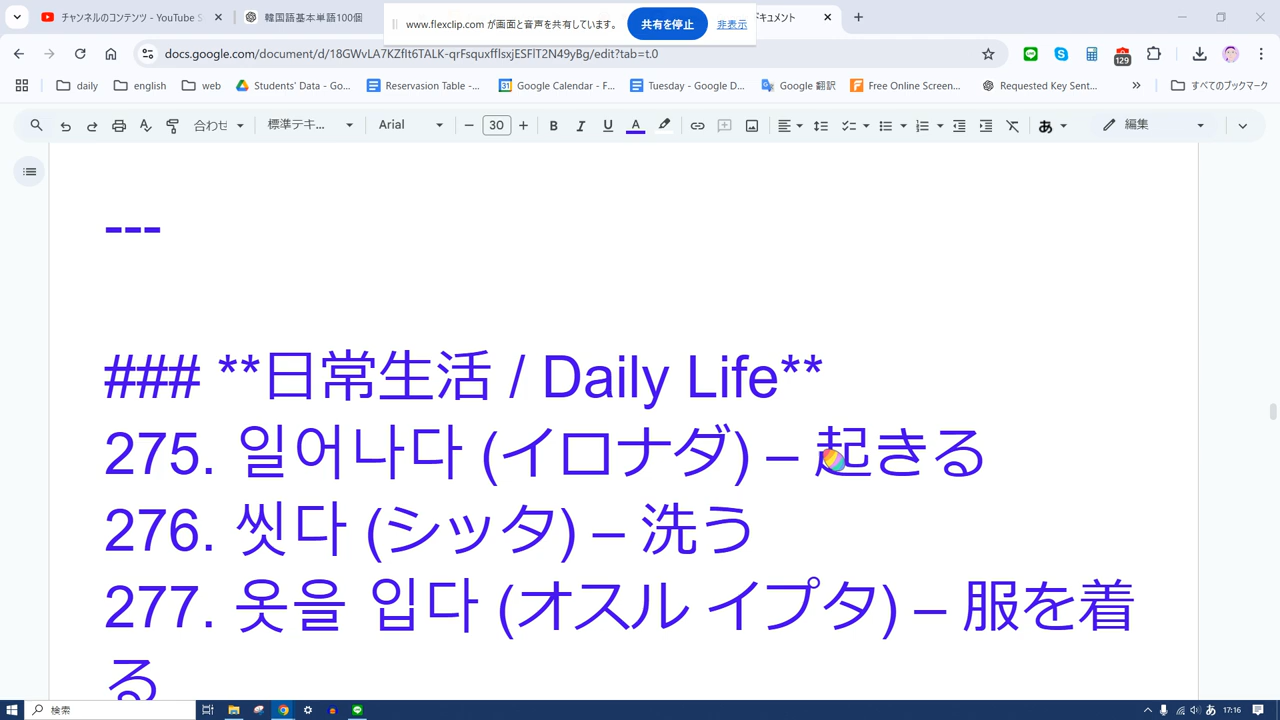 チャンネルのコンテンツ - YouTube S
韓国語基本単語100個
www.flexclip.com が画面と音声を共有しています。
共有を停止
非表示
ドキュメント
docs.google.com/document/d/18GWvLA7KZfIt6TALK-qrFsquxfflsxjESFlT2N49yBg/edit?tab=t.0
129
daily
english
web
Students' Data - Go...
Reservasion Table -...
Google Calendar - F...
Tuesday - Google D...
Google 翻訳
Free Online Screen...
Requested Key Sent...
すべてのブックマーク
合わせ
標準テキ...
Arial
30
編集
---
### **日常生活 / Daily Life**
275. 일어나다 (イロナダ) – 起きる
276. 씻다 (シッタ) – 洗う
277. 옷을 입다 (オスル イプタ) – 服を着
る
検索
あ
17:16